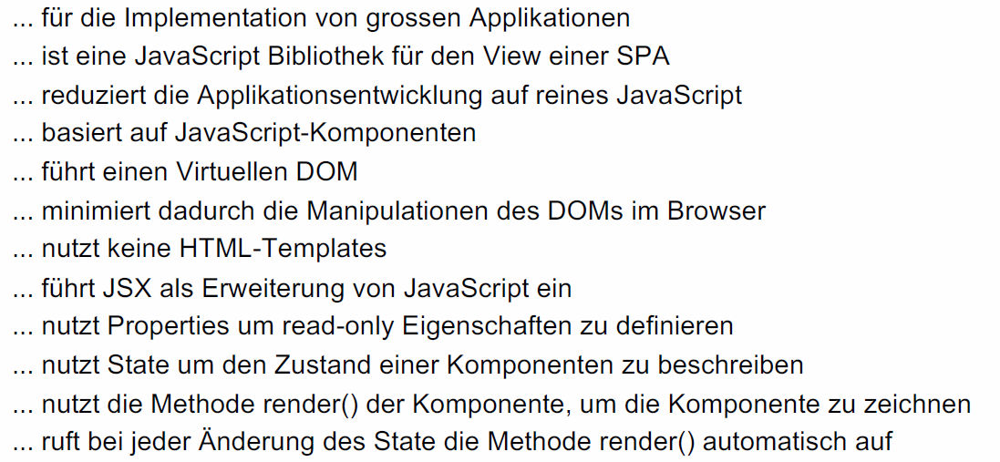 ... für die Implementation von grossen Applikationen
... ist eine JavaScript Bibliothek für den View einer SPA
... reduziert die Applikationsentwicklung auf reines JavaScript
... basiert auf JavaScript-Komponenten
... führt einen Virtuellen DOM
... minimiert dadurch die Manipulationen des DOMs im Browser
... nutzt keine HTML-Templates
... führt JSX als Erweiterung von JavaScript ein
... nutzt Properties um read-only Eigenschaften zu definieren
... nutzt State um den Zustand einer Komponenten zu beschreiben
... nutzt die Methode render() der Komponente, um die Komponente zu zeichnen
... ruft bei jeder Änderung des State die Methode render() automatisch auf